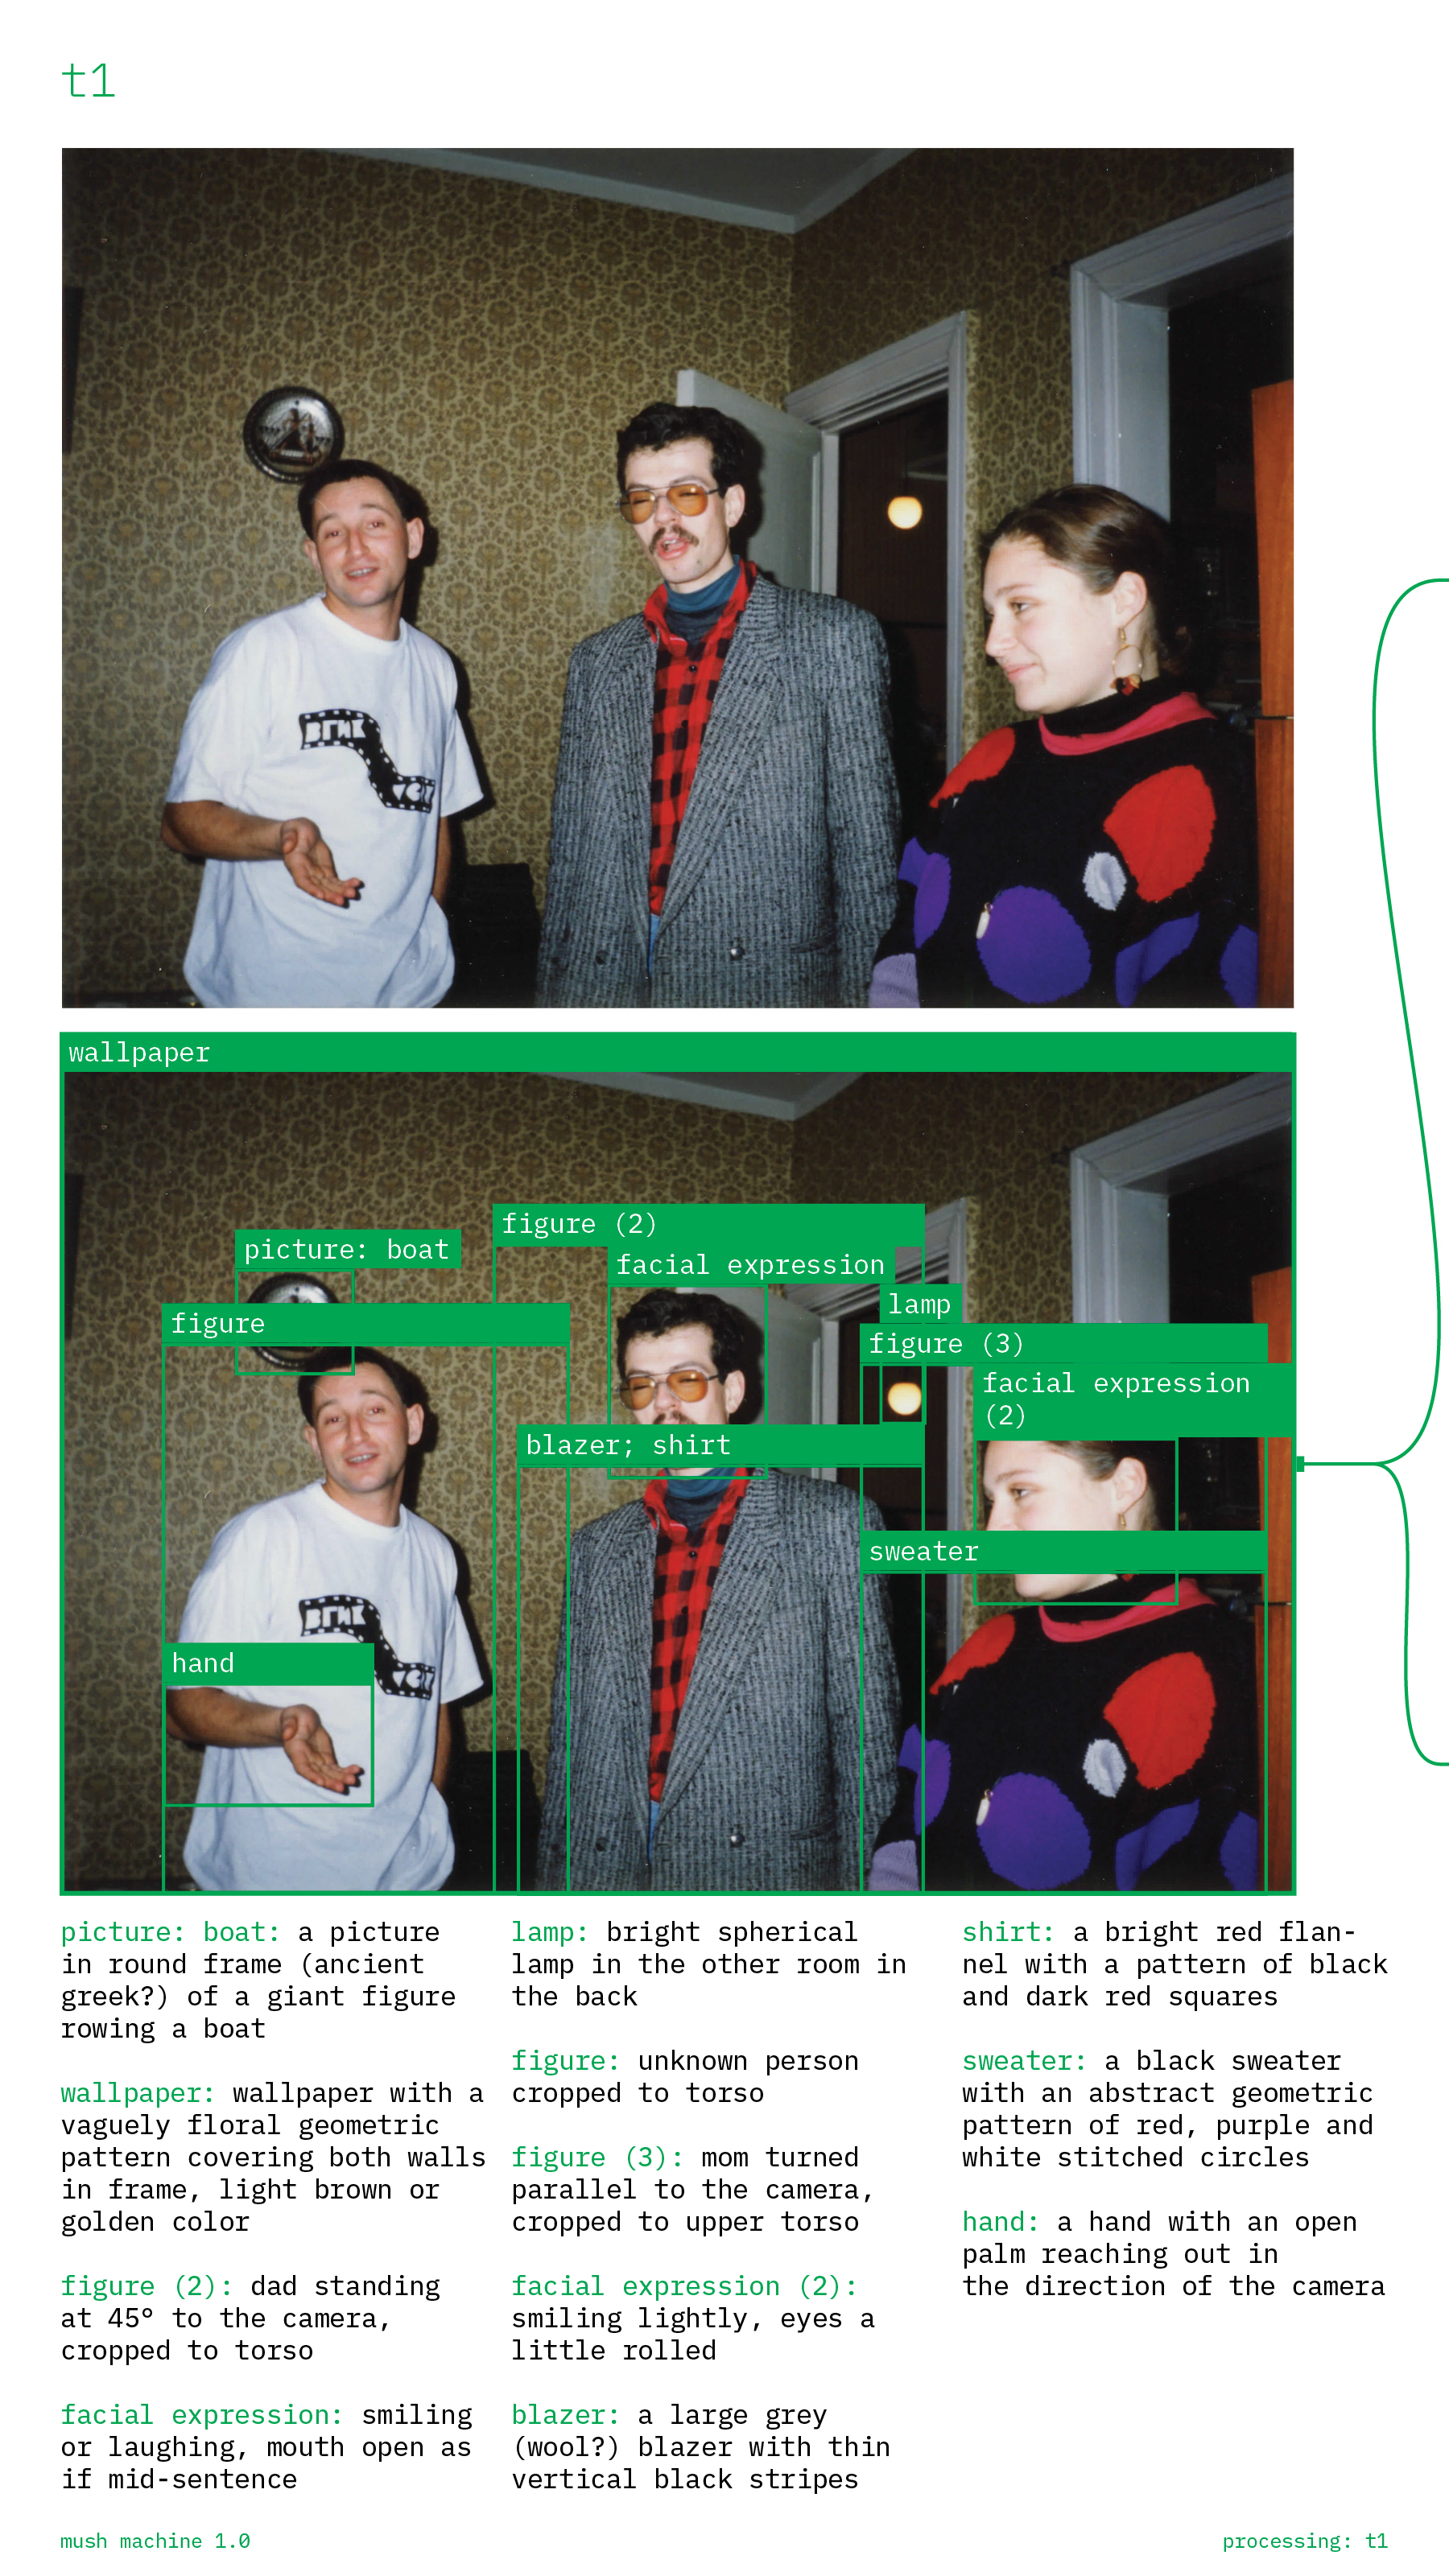 t1
ВГИК
wallpaper
figure (2)
picture: boat
facial expression
lamp
figure
figure (3)
facial expression
(2)
blazer; shirt
sweater
ВГИК
hand
picture: boat: a picture
in round frame (ancient
greek?) of a giant figure
rowing a boat
wallpaper: wallpaper with a
vaguely floral geometric
pattern covering both walls
in frame, light brown or
golden color
figure (2): dad standing
at 45° to the camera,
cropped to torso
facial expression: smiling
or laughing, mouth open as
if mid-sentence
lamp: bright spherical
lamp in the other room in
the back
figure: unknown person
cropped to torso
figure (3): mom turned
parallel to the camera,
cropped to upper torso
facial expression (2):
smiling lightly, eyes a
little rolled
blazer: a large grey
(wool?) blazer with thin
vertical black stripes
shirt: a bright red flan-
nel with a pattern of black
and dark red squares
sweater: a black sweater
with an abstract geometric
pattern of red, purple and
white stitched circles
hand: a hand with an open
palm reaching out in
the direction of the camera
mush machine 1.0
processing: t1